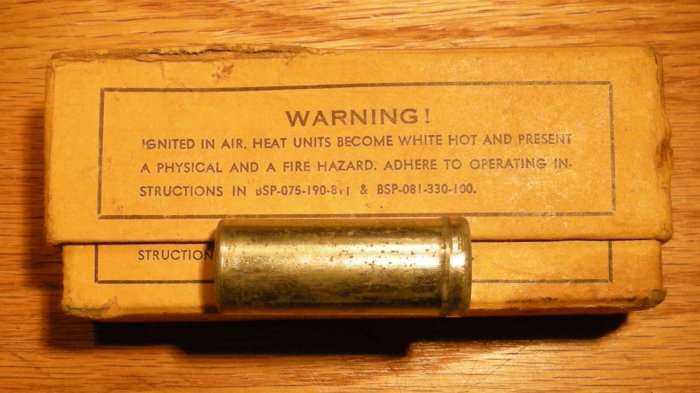 WARNING!
IGNITED IN AIR, HEAT UNITS BECOME WHITE HOT AND PRESENT
A PHYSICAL AND A FIRE HAZARD. ADHERE TO OPERATING IN-
STRUCTIONS IN BSP-075-190-811 & BSP-081-330-100.
STRUCTION